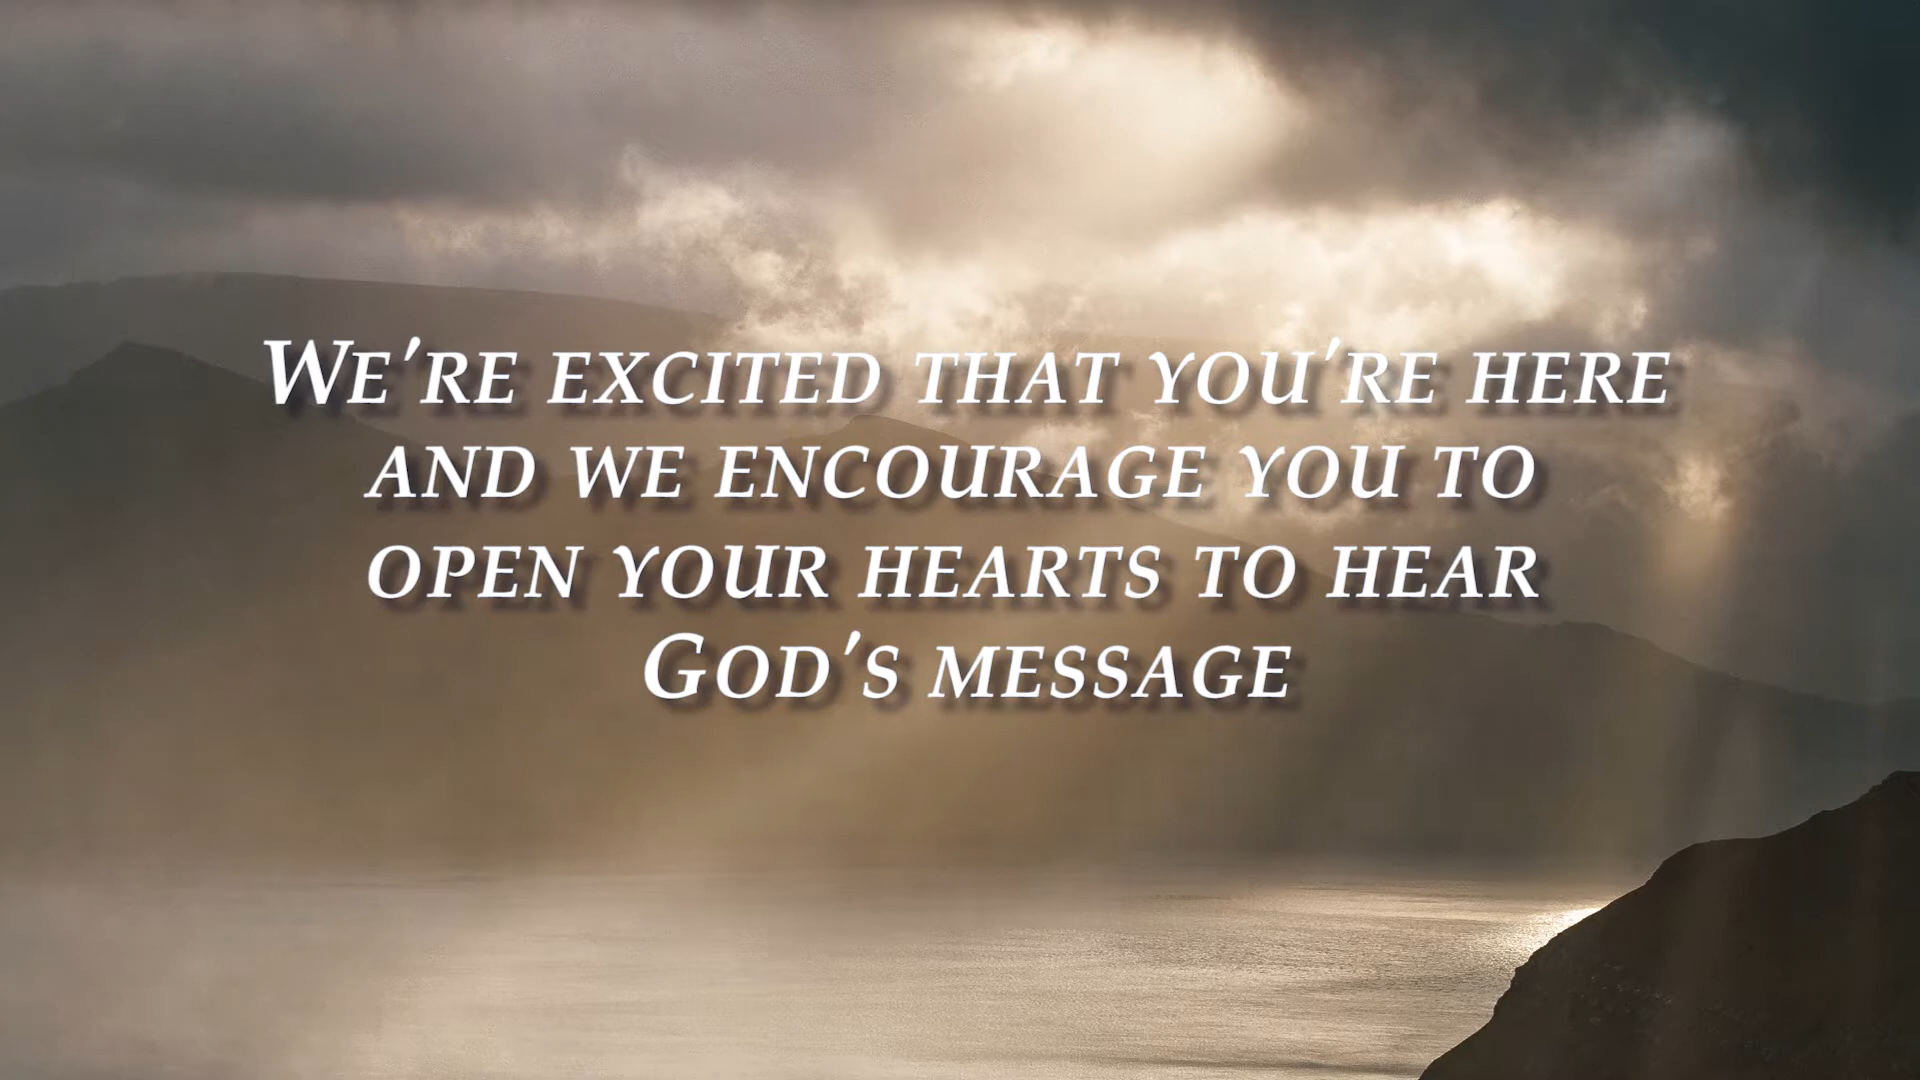 We're excited that you're here
and we encourage you to
open your hearts to hear
God's message